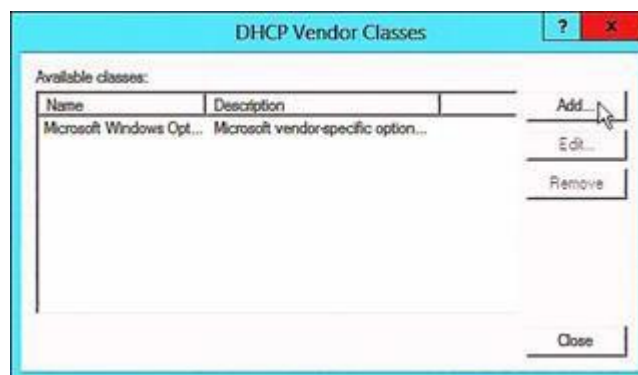 DHCP Vendor Classes
? x
Available classes:
Name Description
Add...
Microsoft Windows Opt... Microsoft vendor-specific option...
Edit...
Remove
Close